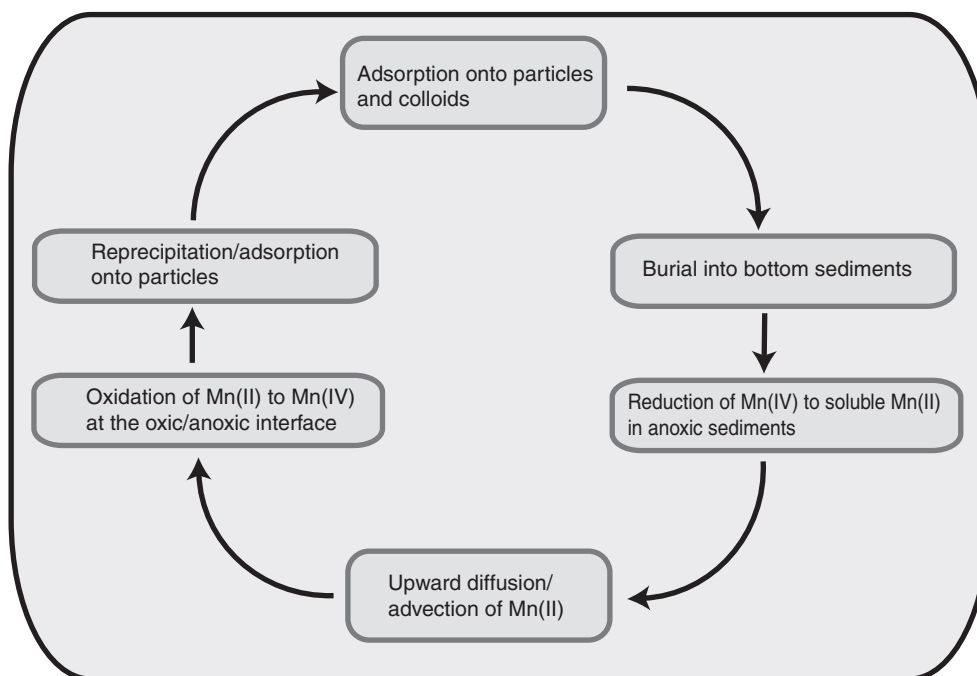 Adsorption onto particles
and colloids
Burial into bottom sediments
Reduction of Mn(IV) to soluble Mn(II)
in anoxic sediments
Upward diffusion/
advection of Mn(II)
Oxidation of Mn(II) to Mn(IV)
at the oxic/anoxic interface
Reprecipitation/adsorption
onto particles